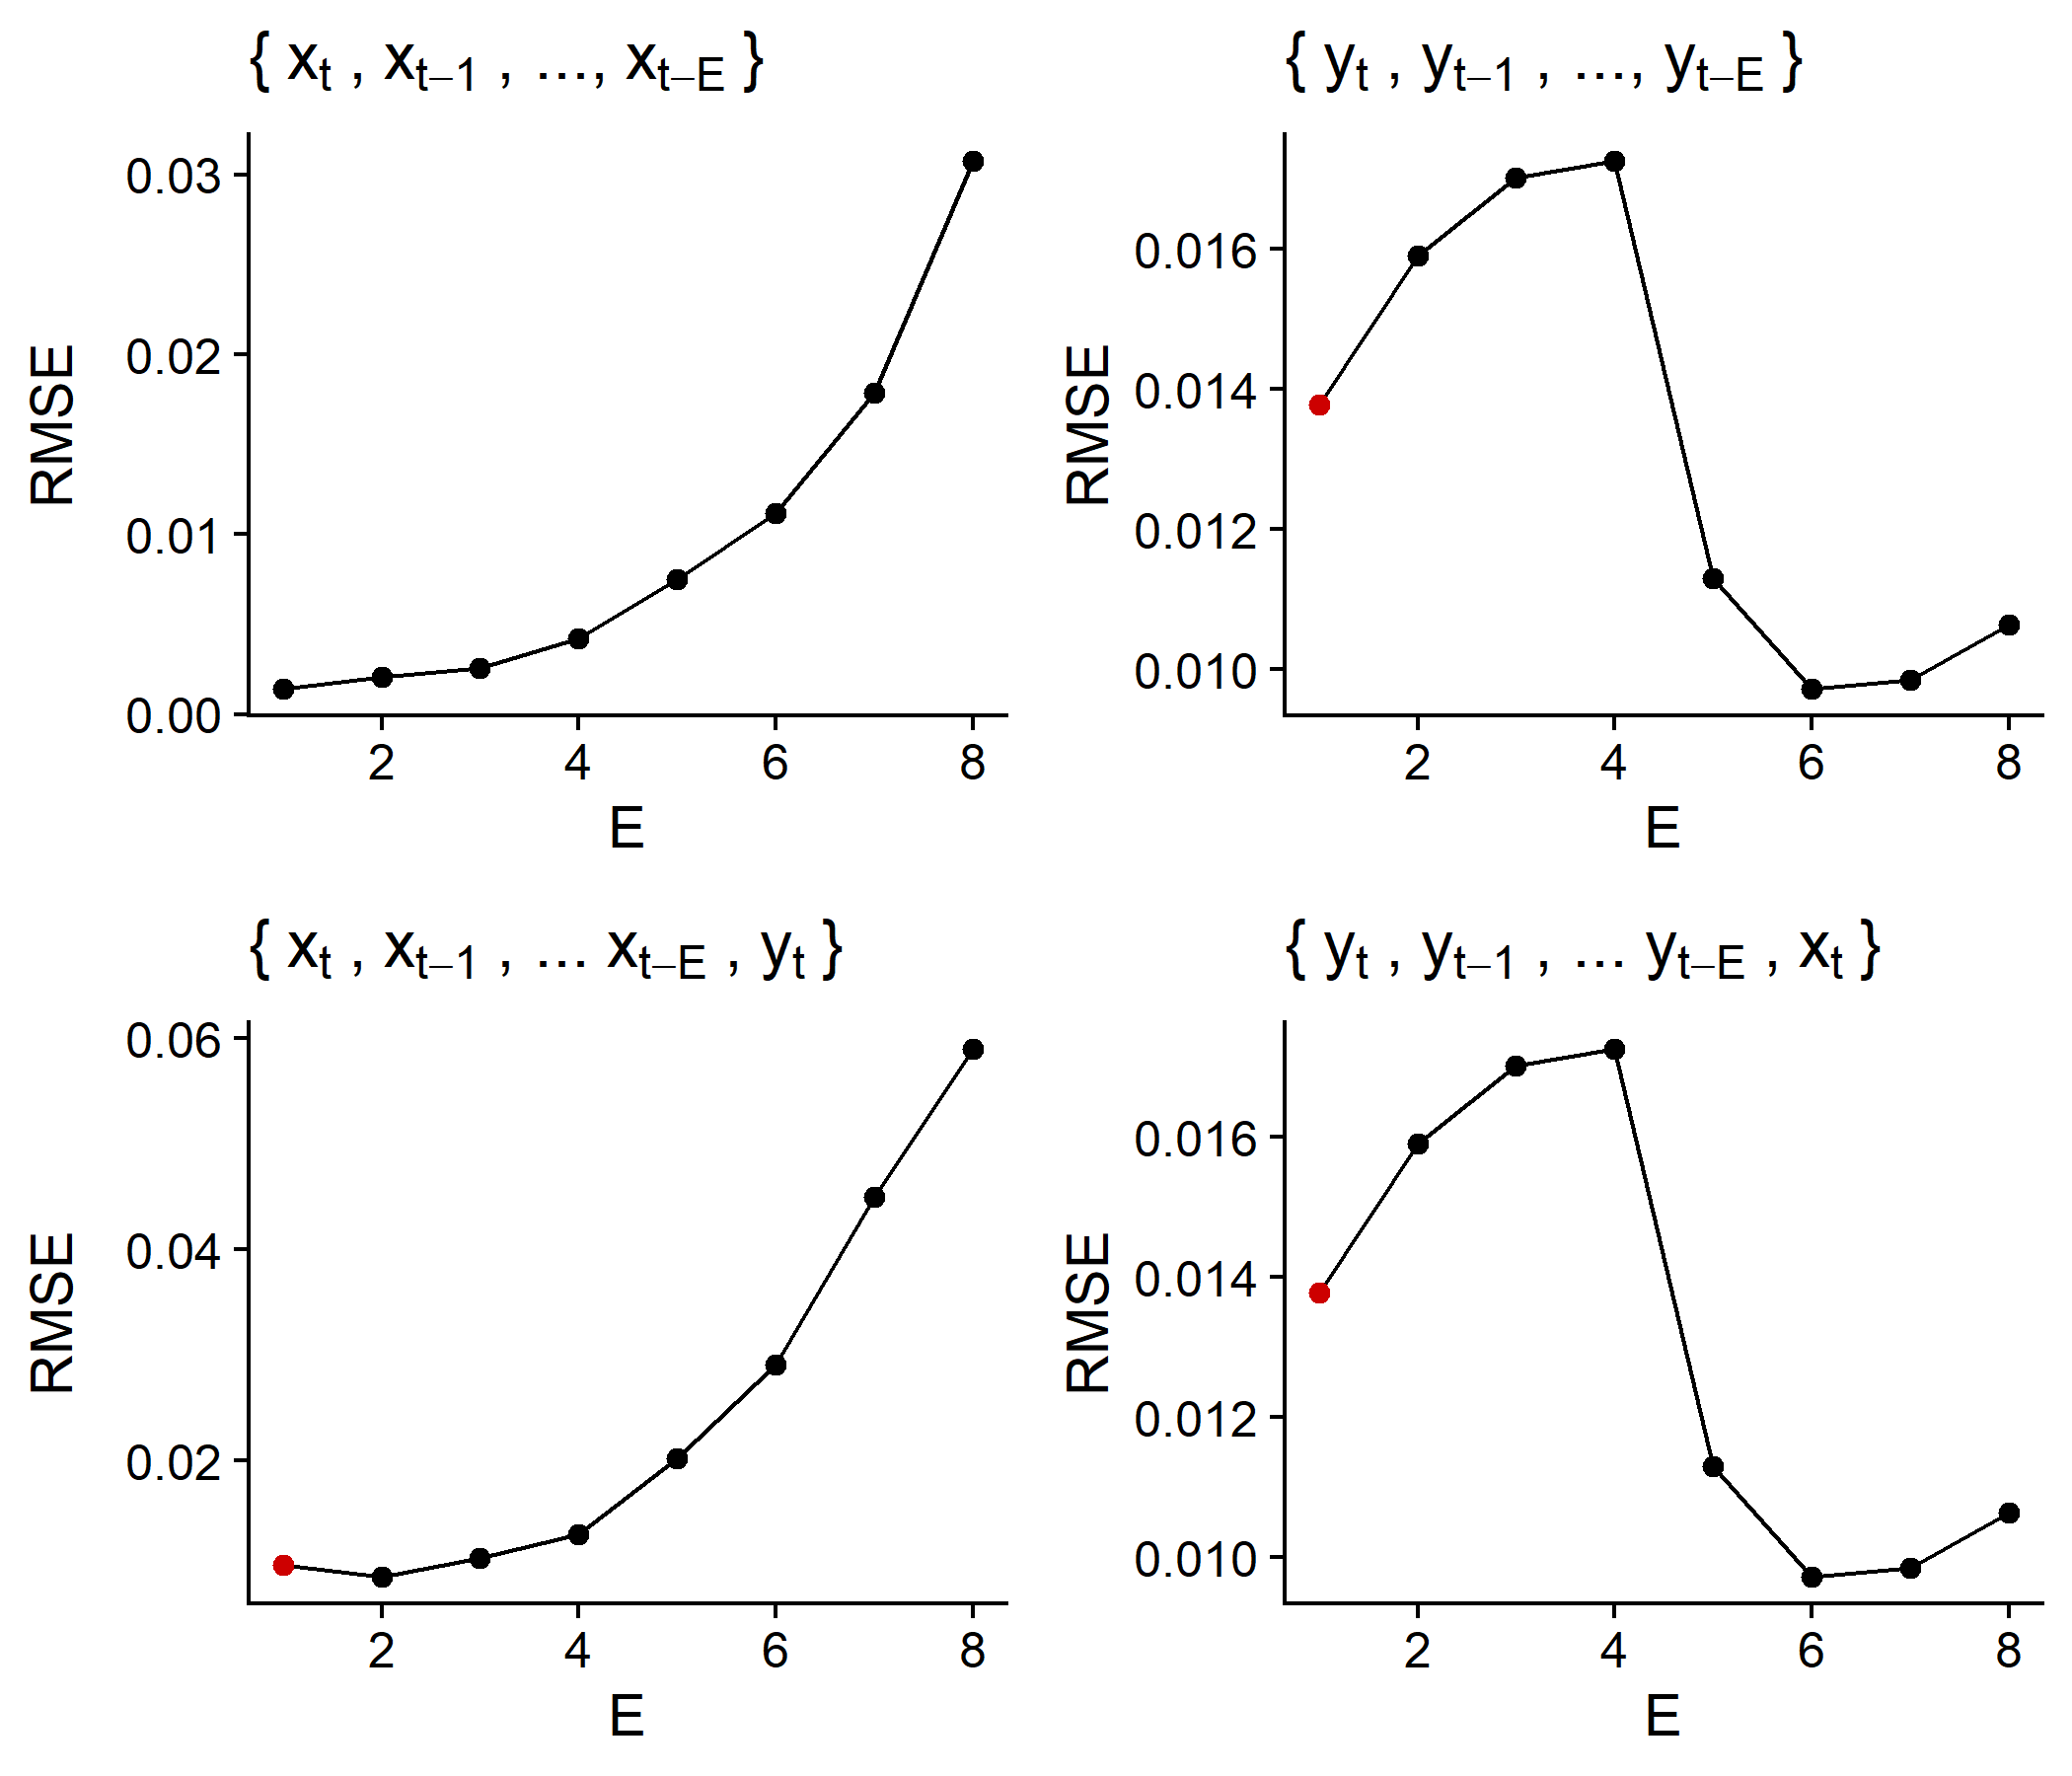 { xt , xt−1 , ..., xt−E }
RMSE
0.03
0.02
0.01
0.00
2 4 6 8
E
{ yt , yt−1 , ..., yt−E }
RMSE
0.016
0.014
0.012
0.010
2 4 6 8
E
{ xt , xt−1 , ... xt−E , yt }
RMSE
0.06
0.04
0.02
2 4 6 8
E
{ yt , yt−1 , ... yt−E , xt }
RMSE
0.016
0.014
0.012
0.010
2 4 6 8
E